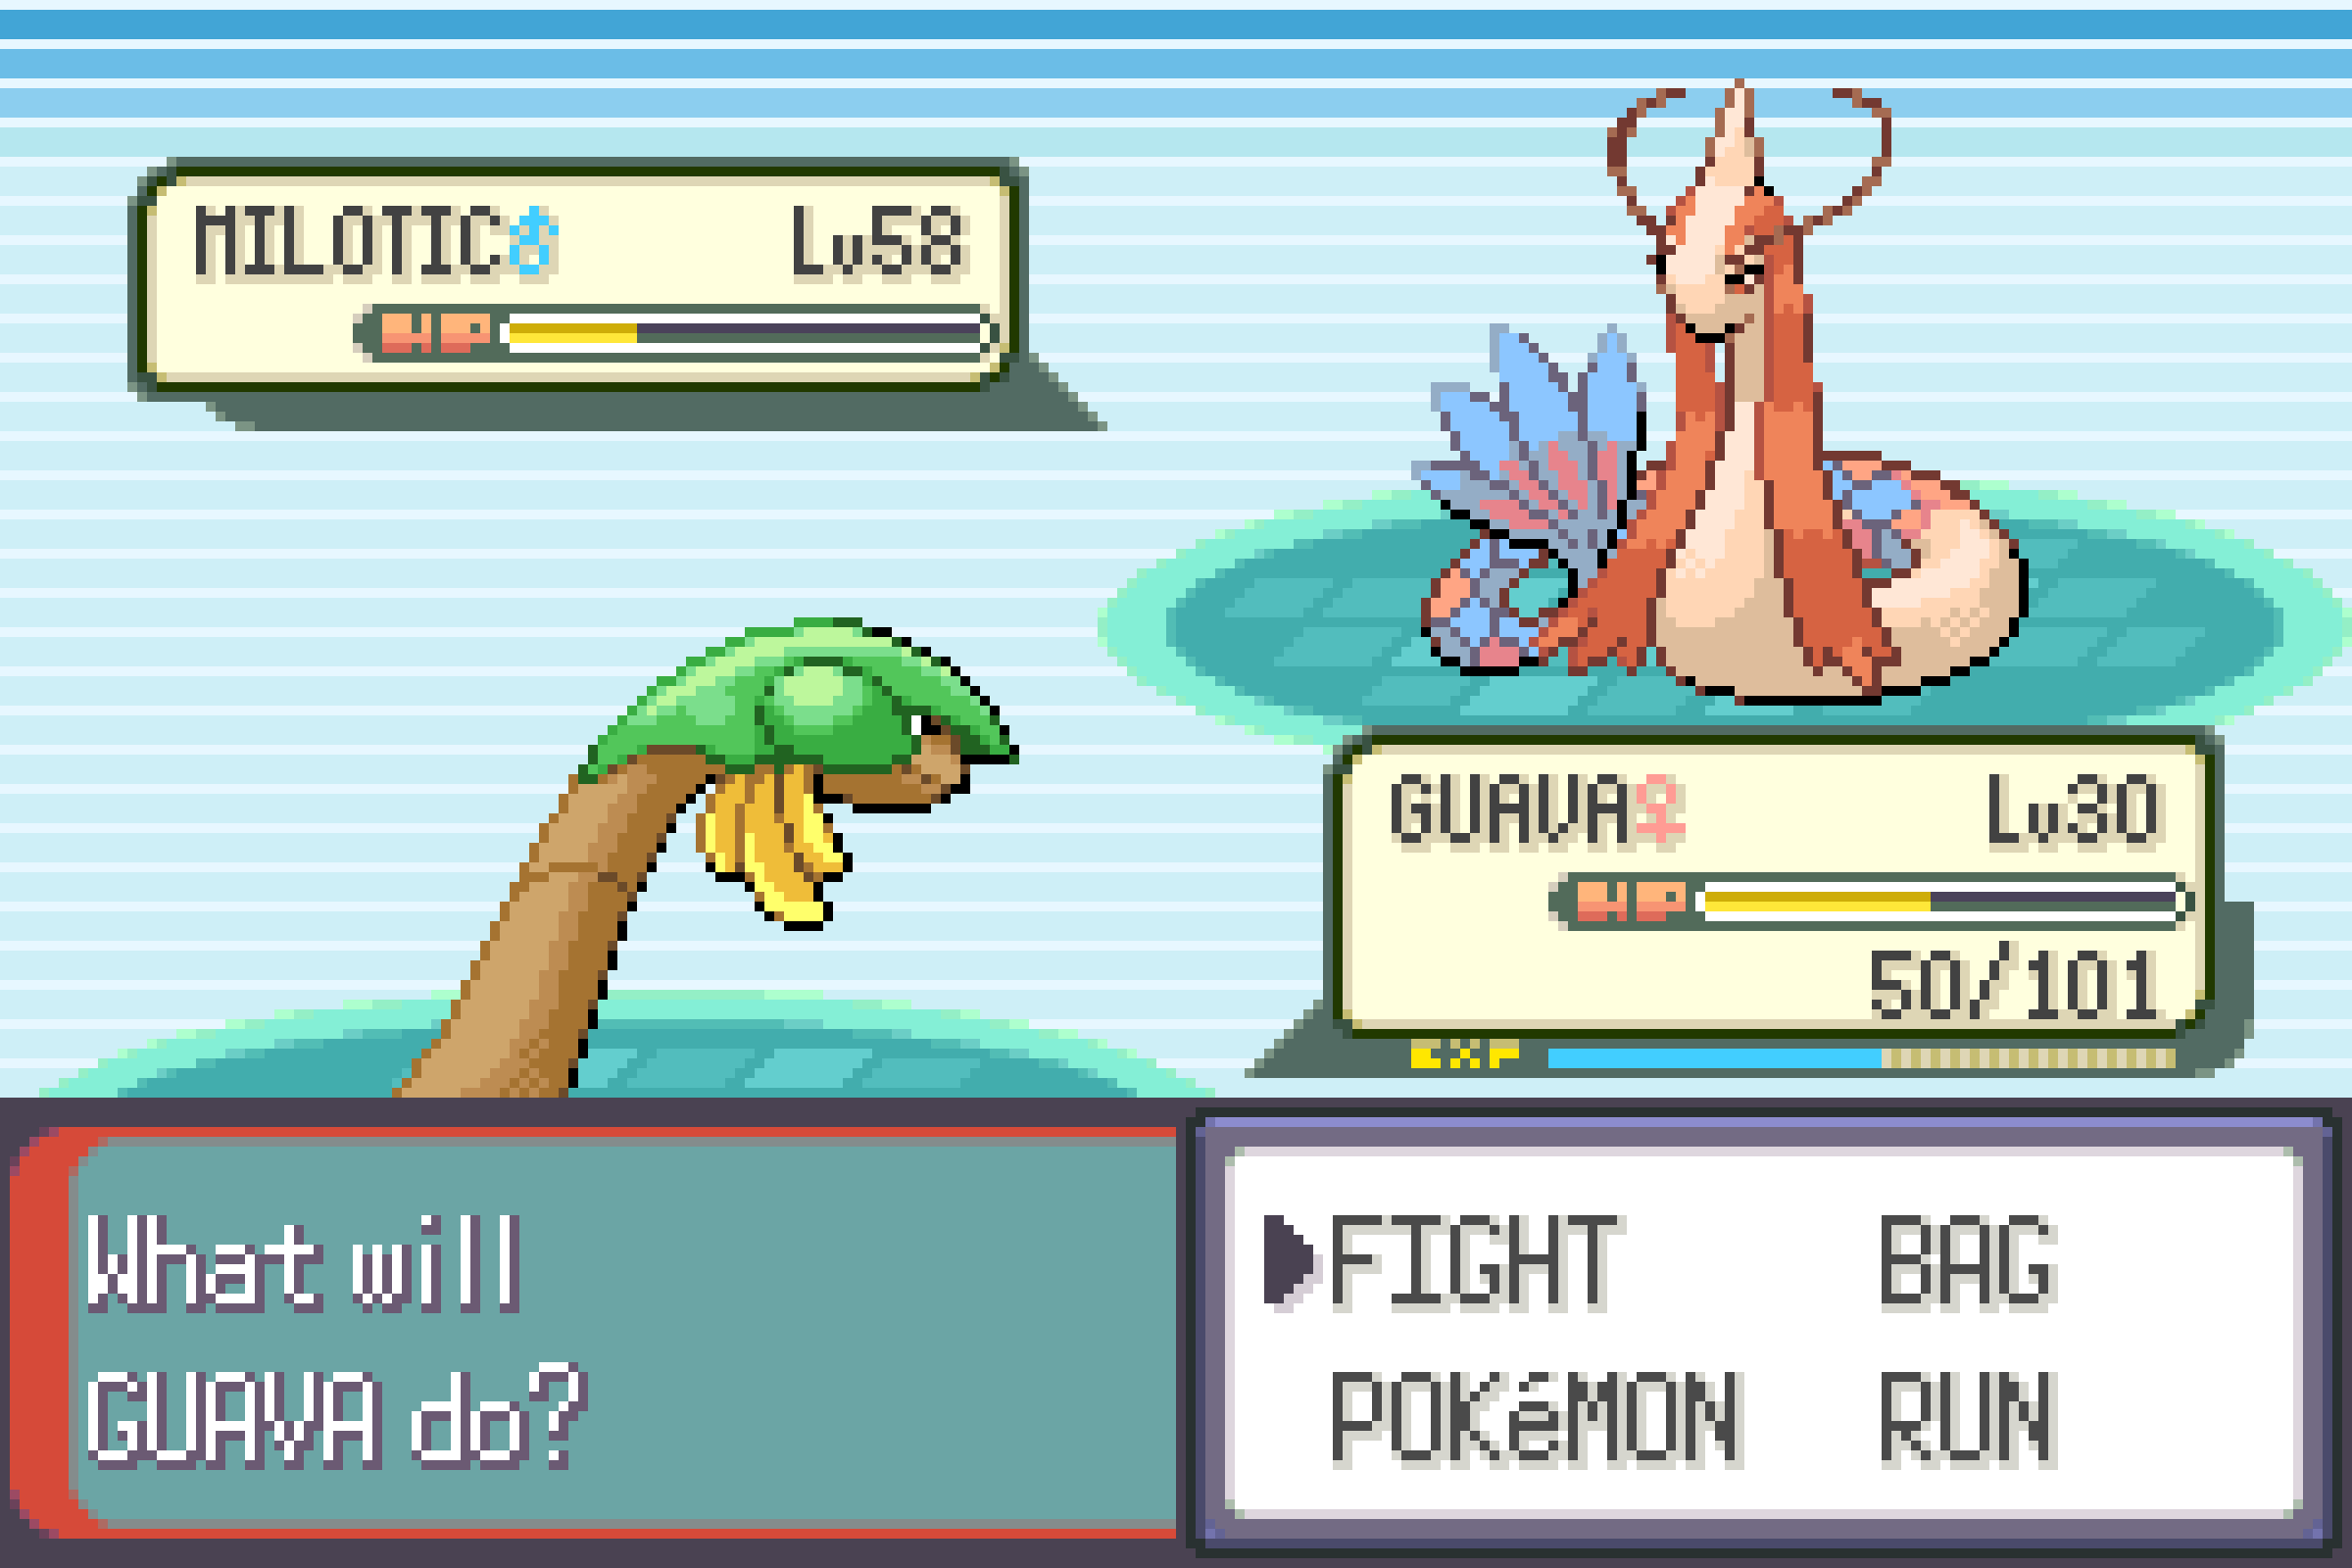 MILOTIC♂ Lv58
HP
GUAVA♀ Lv30
HP
50/101
EXP
What will
GUAVA do?
FIGHT BAG
POKéMON RUN